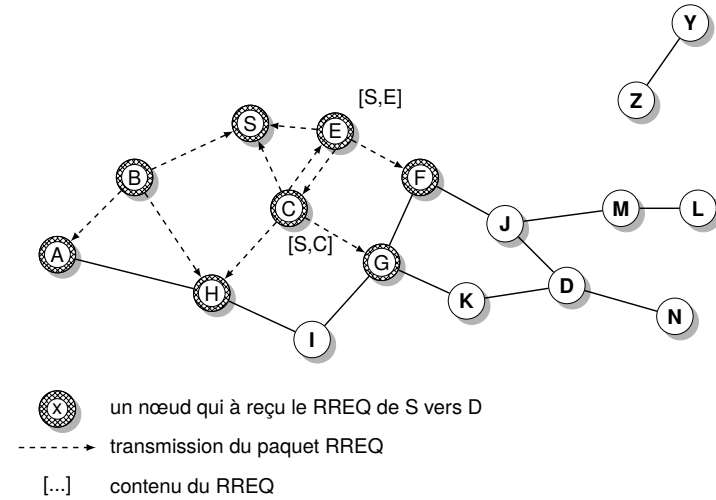 Y
Z
[S,E]
S
E
B
F
C
M
L
J
[S,C]
A
G
H
D
K
N
I
x
un nœud qui à reçu le RREQ de S vers D
transmission du paquet RREQ
[...]
contenu du RREQ